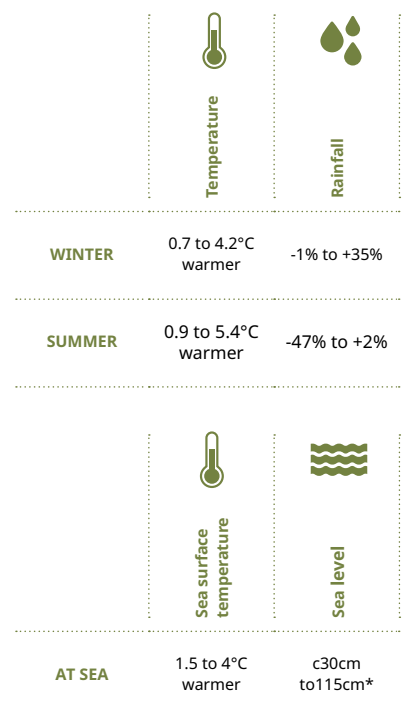 Temperature
Rainfall
WINTER
0.7 to 4.2°C
warmer
-1% to +35%
SUMMER
0.9 to 5.4°C
warmer
-47% to +2%
Sea surface
temperature
Sea level
AT SEA
1.5 to 4°C
warmer
c30cm
to115cm*